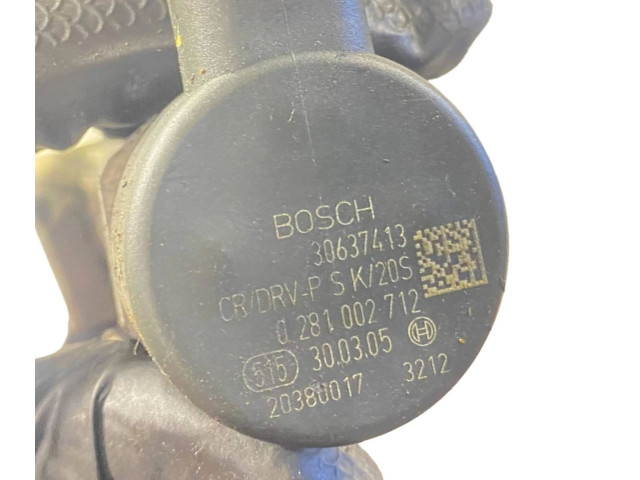 BOSCH
30637413
CR/DRV-P S K/20S
0 281 002 712
515 30.03.05
20380017 3212